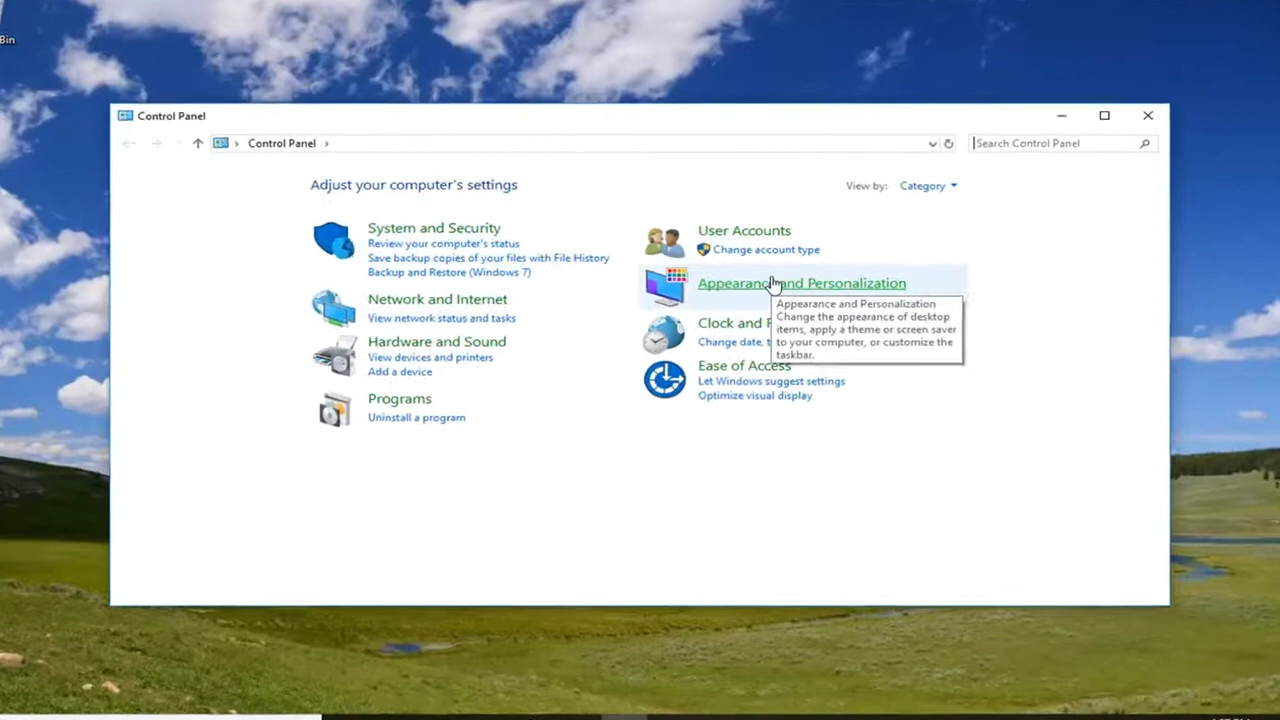 Bin
Control Panel
Control Panel
Search Control Panel
Adjust your computer's settings
View by: Category
System and Security
Review your computer's status
Save backup copies of your files with File History
Backup and Restore (Windows 7)
Network and Internet
View network status and tasks
Hardware and Sound
View devices and printers
Add a device
Programs
Uninstall a program
User Accounts
Change account type
Appearance and Personalization
Appearance and Personalization
Change the appearance of desktop
items, apply a theme or screen saver
to your computer, or customize the
taskbar.
Clock and
Change date,
Ease of Access
Let Windows suggest settings
Optimize visual display